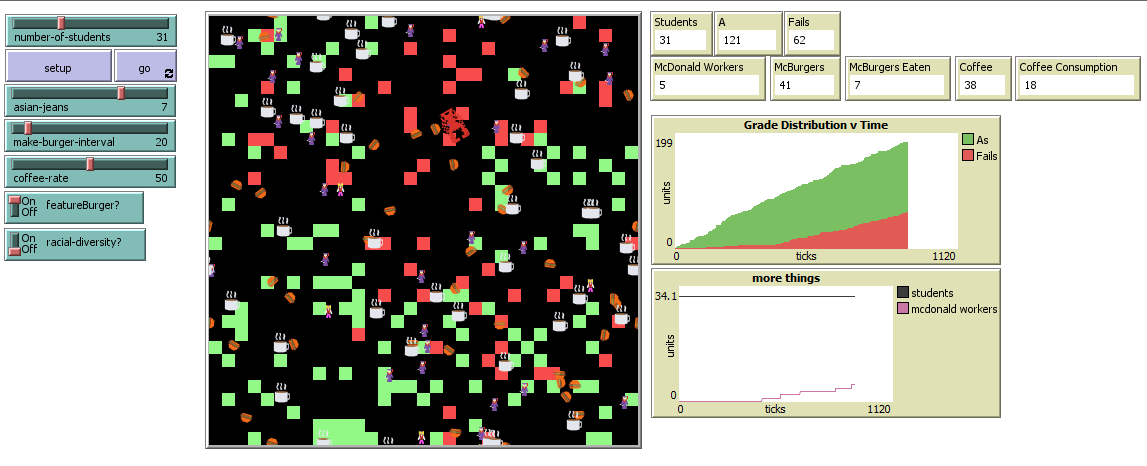 number-of-students 31
setup
go
asian-jeans 7
make-burger-interval 20
coffee-rate 50
On
Off
featureBurger?
On
Off
racial-diversity?
Students
31
A
121
Fails
62
McDonald Workers
5
McBurgers
41
McBurgers Eaten
7
Coffee
38
Coffee Consumption
18
Grade Distribution v Time
199
units
0
0
ticks
1120
As
Fails
more things
34.1
units
0
0
ticks
1120
students
mcdonald workers